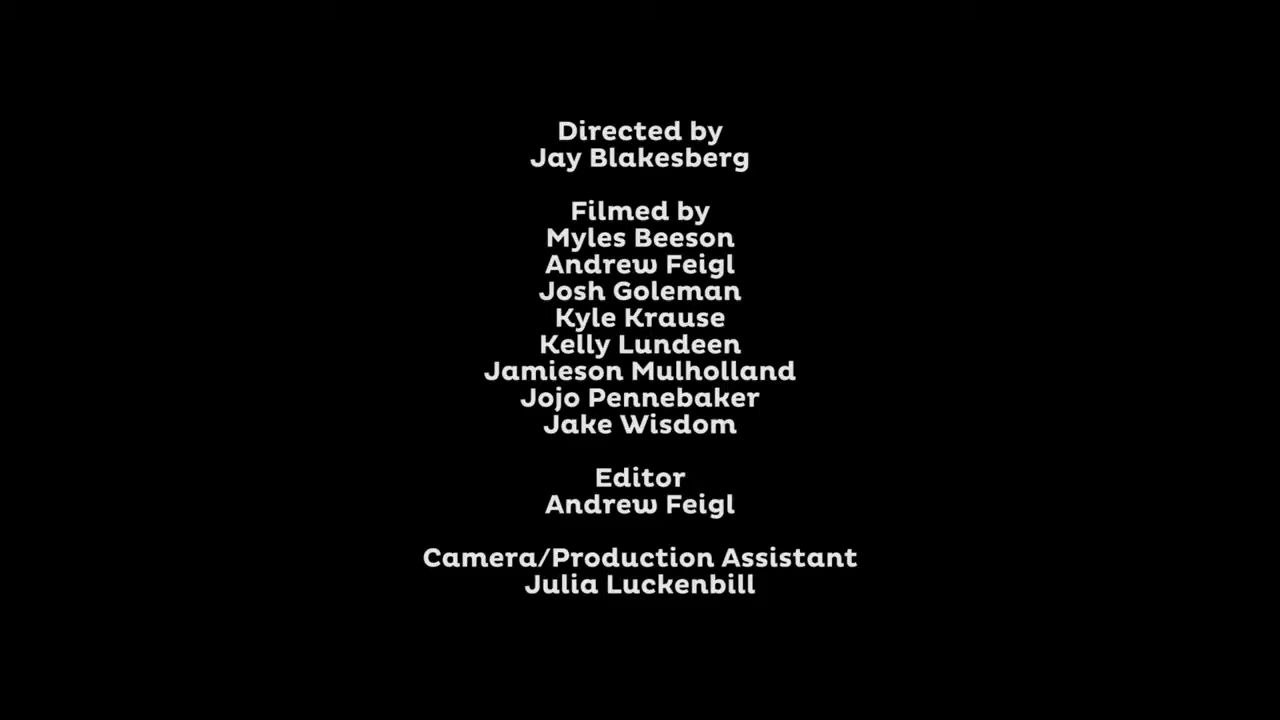 Directed by
Jay Blakesberg
Filmed by
Myles Beeson
Andrew Feigl
Josh Goleman
Kyle Krause
Kelly Lundeen
Jamieson Mulholland
Jojo Pennebaker
Jake Wisdom
Editor
Andrew Feigl
Camera/Production Assistant
Julia Luckenbill